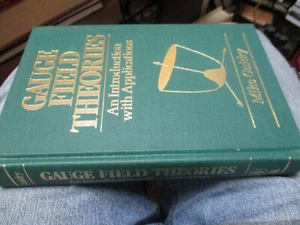 GAUGE
FIELD
THEORIES
An Introduction
with Applications
Mike Guidry
GAUGE FIELD THEORIES